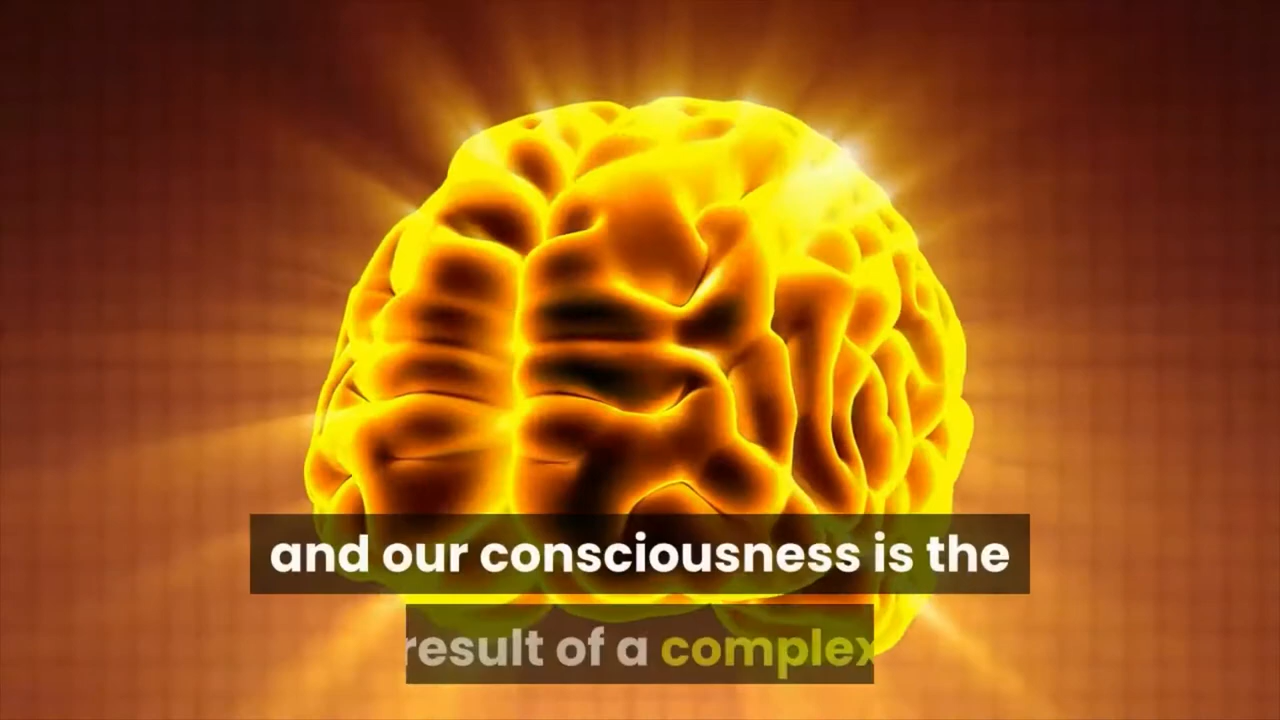 and our consciousness is the
result of a complex